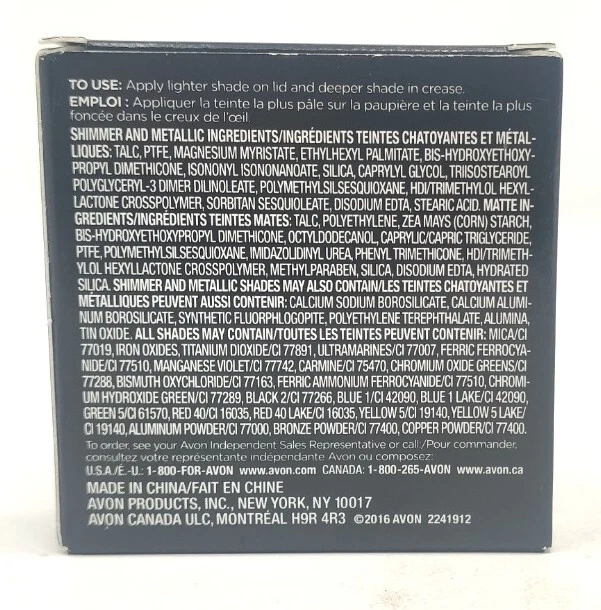 TO USE: Apply lighter shade on lid and deeper shade in crease.
EMPLOI : Appliquer la teinte la plus pâle sur la paupière et la teinte la plus
foncée dans le creux de l'œil.
SHIMMER AND METALLIC INGREDIENTS/INGRÉDIENTS TEINTES CHATOYANTES ET MÉTAL-
LIQUES: TALC, PTFE, MAGNESIUM MYRISTATE, ETHYLHEXYL PALMITATE, BIS-HYDROXYETHOXY-
PROPYL DIMETHICONE, ISONONYL ISONONANOATE, SILICA, CAPRYLYL GLYCOL, TRIISOSTEAROYL
POLYGLYCERYL-3 DIMER DILINOLEATE, POLYMETHYLSILSESQUIOXANE, HDI/TRIMETHYLOL HEXYL-
LACTONE CROSSPOLYMER, SORBITAN SESQUIOLEATE, DISODIUM EDTA, STEARIC ACID. MATTE IN-
GREDIENTS/INGRÉDIENTS TEINTES MATES: TALC, POLYETHYLENE, ZEA MAYS (CORN) STARCH,
BIS-HYDROXYETHOXYPROPYL DIMETHICONE, OCTYLDODECANOL, CAPRYLIC/CAPRIC TRIGLYCERIDE,
PTFE, POLYMETHYLSILSESQUIOXANE, IMIDAZOLIDINYL UREA, PHENYL TRIMETHICONE, HDI/TRIMETH-
YLOL HEXYLLACTONE CROSSPOLYMER, METHYLPARABEN, SILICA, DISODIUM EDTA, HYDRATED
SILICA. SHIMMER AND METALLIC SHADES MAY ALSO CONTAIN/LES TEINTES CHATOYANTES ET
MÉTALLIQUES PEUVENT AUSSI CONTENIR: CALCIUM SODIUM BOROSILICATE, CALCIUM ALUMI-
NUM BOROSILICATE, SYNTHETIC FLUORPHLOGOPITE, POLYETHYLENE TEREPHTHALATE, ALUMINA,
TIN OXIDE. ALL SHADES MAY CONTAIN/TOUTES LES TEINTES PEUVENT CONTENIR: MICA/CI
77019, IRON OXIDES, TITANIUM DIOXIDE/CI 77891, ULTRAMARINES/CI 77007, FERRIC FERROCYA-
NIDE/CI 77510, MANGANESE VIOLET/CI 77742, CARMINE/CI 75470, CHROMIUM OXIDE GREENS/CI
77288, BISMUTH OXYCHLORIDE/CI 77163, FERRIC AMMONIUM FERROCYANIDE/CI 77510, CHROMI-
UM HYDROXIDE GREEN/CI 77289, BLACK 2/CI 77266, BLUE 1/CI 42090, BLUE 1 LAKE/CI 42090,
GREEN 5/CI 61570, RED 40/CI 16035, RED 40 LAKE/CI 16035, YELLOW 5/CI 19140, YELLOW 5 LAKE/
CI 19140, ALUMINUM POWDER/CI 77000, BRONZE POWDER/CI 77400, COPPER POWDER/CI 77400.
To order, see your Avon Independent Sales Representative or call /Pour commander,
consultez votre représentante indépendante Avon ou composez:
U.S.A./É.-U.: 1-800-FOR-AVON www.avon.com CANADA: 1-800-265-AVON www.avon.ca
MADE IN CHINA/FAIT EN CHINE
AVON PRODUCTS, INC., NEW YORK, NY 10017
AVON CANADA ULC, MONTRÉAL H9R 4R3 ©2016 AVON 2241912